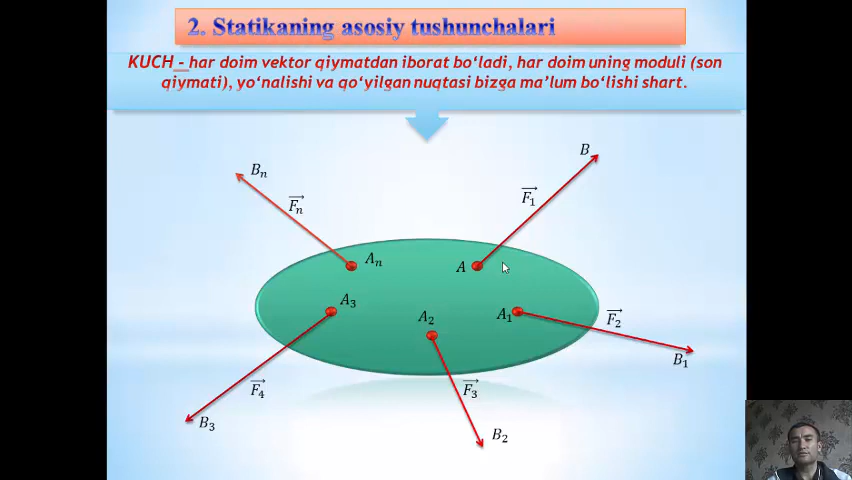 2. Statikaning asosiy tushunchalari
KUCH - har doim vektor qiymatdan iborat bo‘ladi, har doim uning moduli (son
qiymati), yo‘nalishi va qo‘yilgan nuqtasi bizga ma’lum bo‘lishi shart.
B
Bₙ
F₁⃗
Fₙ⃗
Aₙ
A
A₃
A₁
A₂
F₂⃗
B₁
F₄⃗
F₃⃗
B₃
B₂